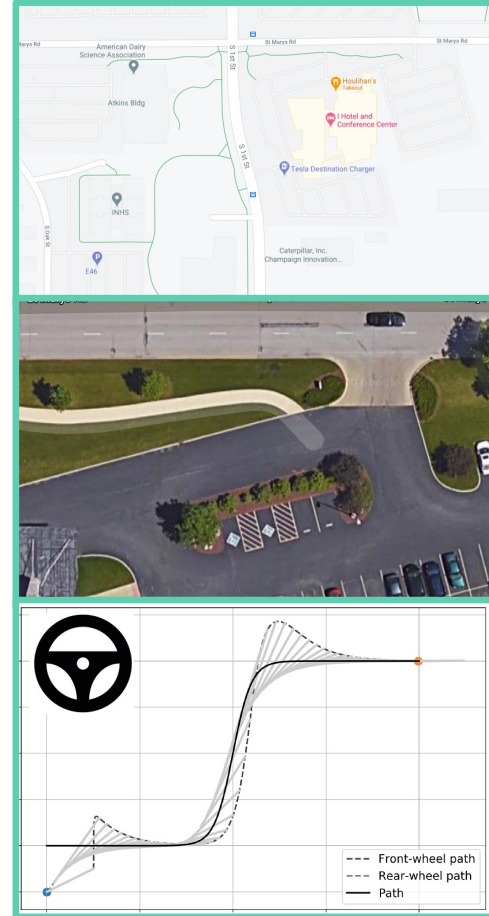 St Marys Rd
St Marys Rd
American Dairy
Science Association
S 1st St
Houlihan's
Takeout
Atkins Bldg
I Hotel and
Conference Center
S 1st St
Tesla Destination Charger
INHS
S Oak St
E46
Caterpillar, Inc.
Champaign Innovation...
Front-wheel path
Rear-wheel path
Path